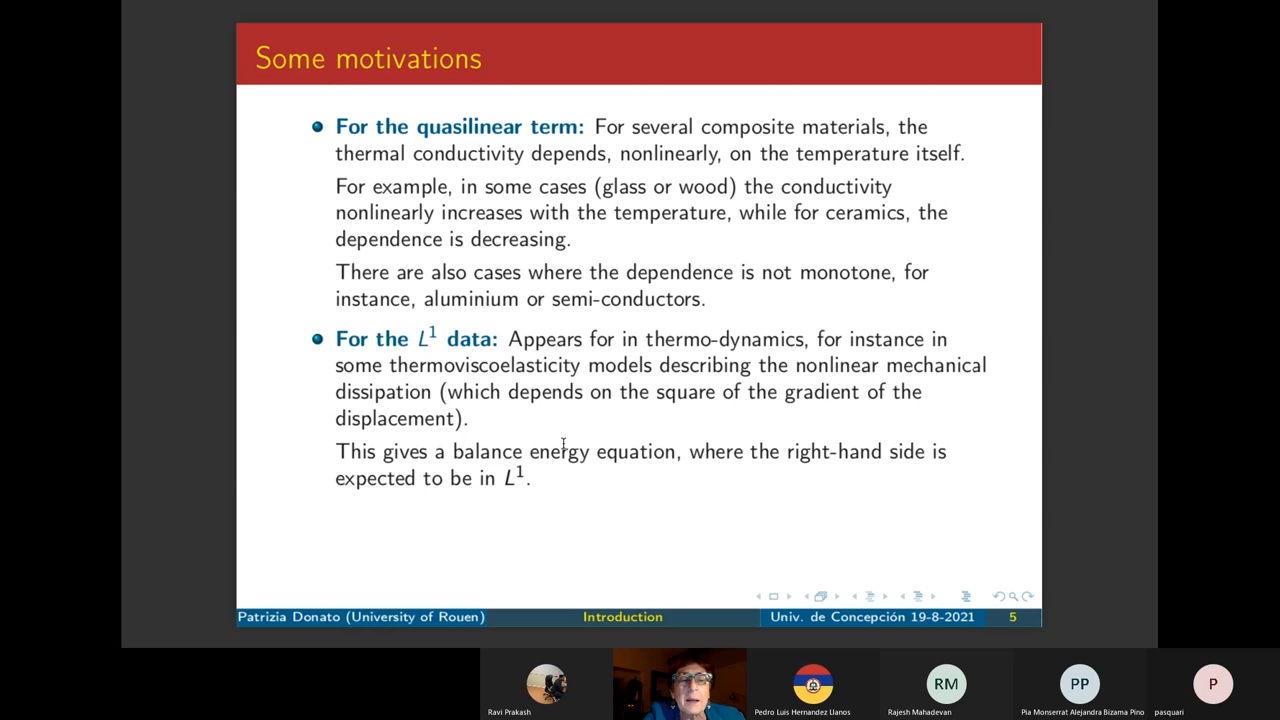 Some motivations
For the quasilinear term: For several composite materials, the
thermal conductivity depends, nonlinearly, on the temperature itself.
For example, in some cases (glass or wood) the conductivity
nonlinearly increases with the temperature, while for ceramics, the
dependence is decreasing.
There are also cases where the dependence is not monotone, for
instance, aluminium or semi-conductors.
For the L¹ data: Appears for in thermo-dynamics, for instance in
some thermoviscoelasticity models describing the nonlinear mechanical
dissipation (which depends on the square of the gradient of the
displacement).
This gives a balance energy equation, where the right-hand side is
expected to be in L¹.
Patrizia Donato (University of Rouen) Introduction Univ. de Concepción 19-8-2021 5
RM PP P
Ravi Prakash Pedro Luis Hernandez Llanos Rajesh Mahadevan Pia Monserrat Alejandra Bizama Pino pasquari